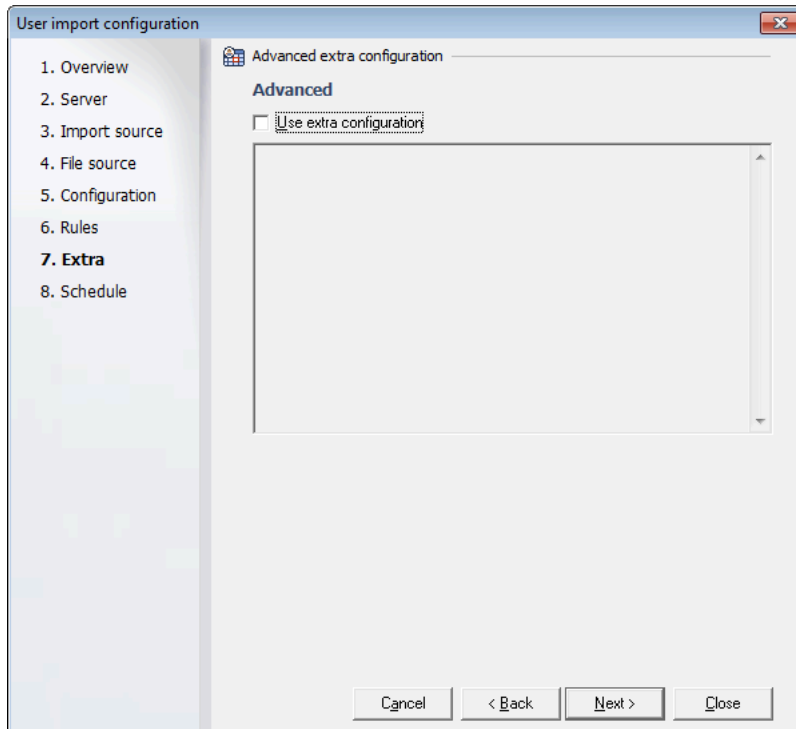 User import configuration
1. Overview
2. Server
3. Import source
4. File source
5. Configuration
6. Rules
7. Extra
8. Schedule
Advanced extra configuration
Advanced
Use extra configuration
Cancel
< Back
Next >
Close